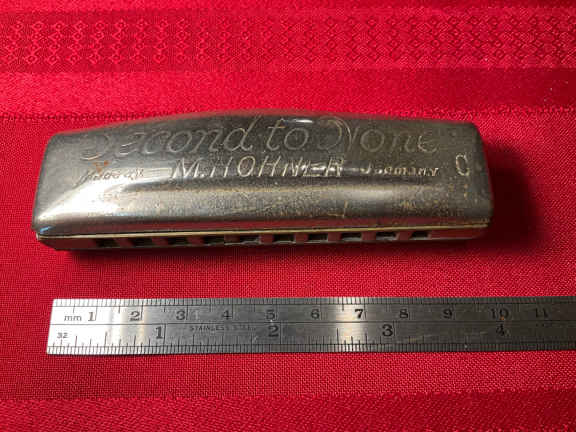 Second to None
M. HOHNER Germany C
mm 1 2 3 4 5 6 7 8 9 10 11
STAINLESS STEEL
32 1 2 3 4